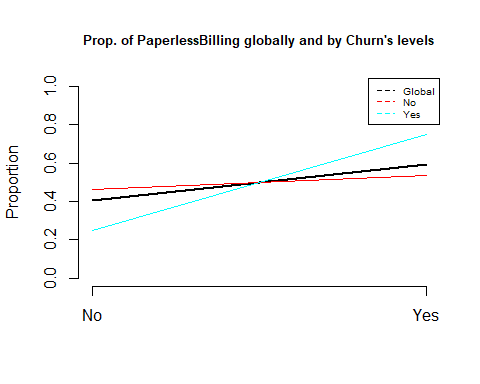 Prop. of PaperlessBilling globally and by Churn's levels
Global
No
Yes
Proportion
1.0
0.8
0.6
0.4
0.2
0.0
No
Yes